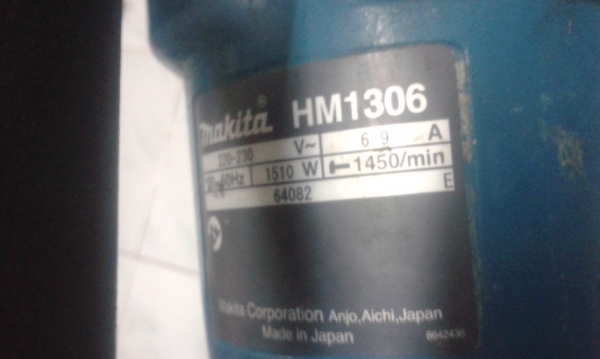 makita® HM1306
220-230 V~ 6.9 A
50-60Hz 1510 W 1450/min
64082 E
Makita Corporation Anjo,Aichi,Japan
Made in Japan